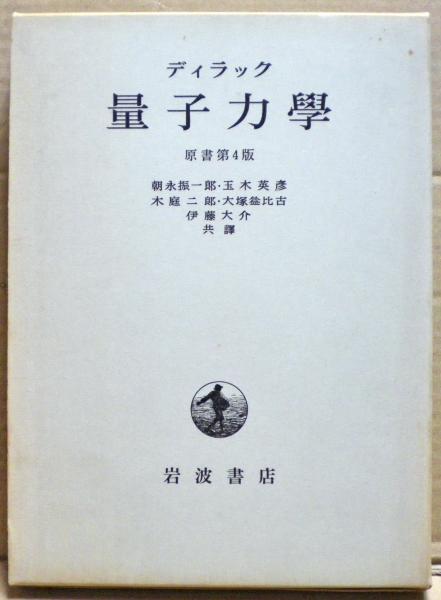 ディラック
量子力學
原書第4版
朝永振一郎・玉木英彦
木庭二郎・大塚益比古
伊藤大介
共譯
岩波書店